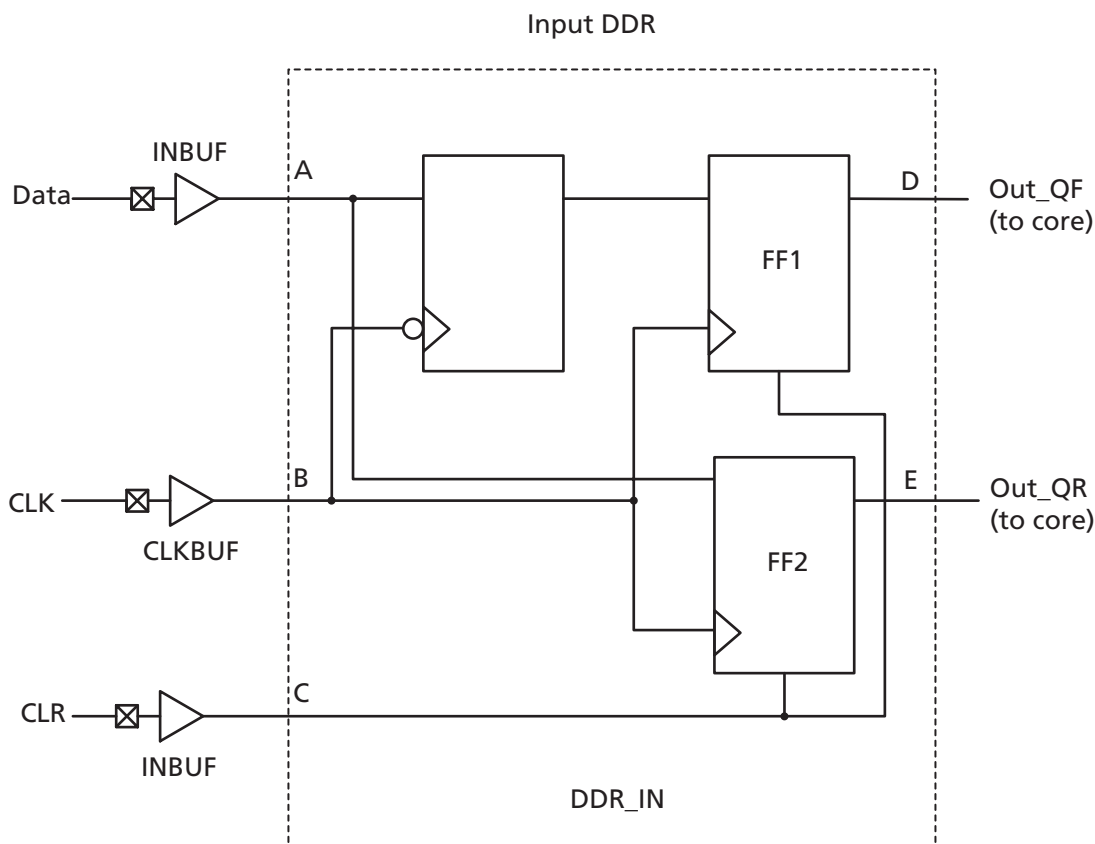 Input DDR
INBUF
A
D
Data
Out_QF
(to core)
FF1
B
E
CLK
Out_QR
(to core)
CLKBUF
FF2
C
CLR
INBUF
DDR_IN